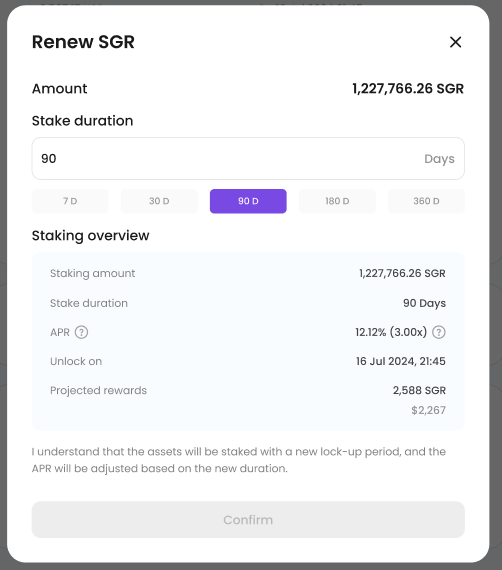 Renew SGR
Amount 1,227,766.26 SGR
Stake duration
90 Days
7 D 30 D 90 D 180 D 360 D
Staking overview
Staking amount 1,227,766.26 SGR
Stake duration 90 Days
APR ? 12.12% (3.00x) ?
Unlock on 16 Jul 2024, 21:45
Projected rewards 2,588 SGR
$2,267
I understand that the assets will be staked with a new lock-up period, and the
APR will be adjusted based on the new duration.
Confirm